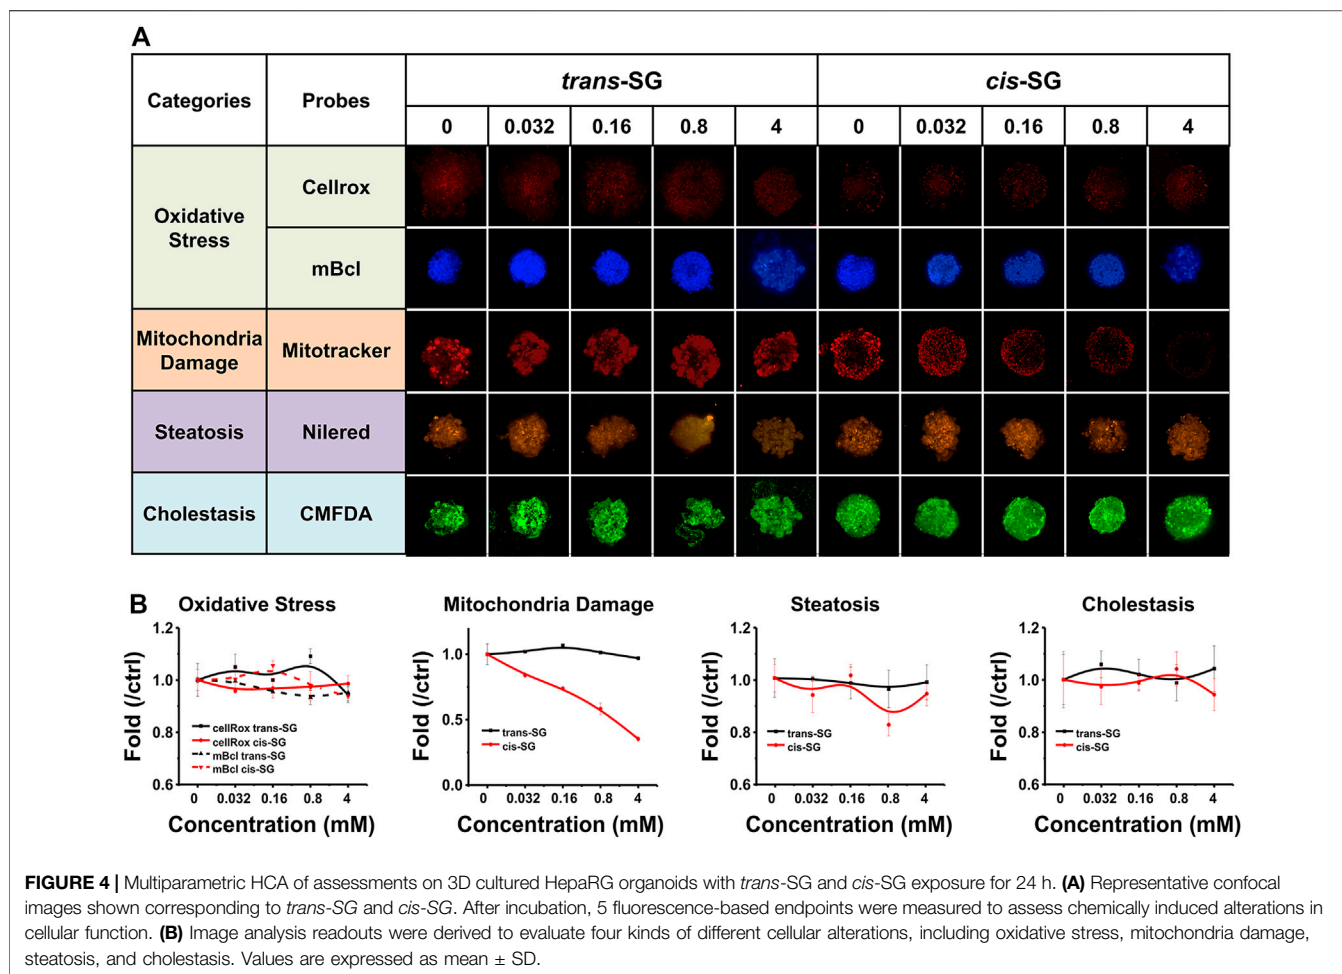 A
Categories Probes trans-SG cis-SG
0 0.032 0.16 0.8 4 0 0.032 0.16 0.8 4
Oxidative
Stress
Cellrox
mBcl
Mitochondria
Damage
Mitotracker
Steatosis Nilered
Cholestasis CMFDA
B
Oxidative Stress
Fold (/ctrl)
1.2
1.0
0.8
0.6
cellRox trans-SG
cellRox cis-SG
mBcl trans-SG
mBcl cis-SG
0 0.032 0.16 0.8 4
Concentration (mM)
Mitochondria Damage
Fold (/ctrl)
1.0
0.5
0.0
trans-SG
cis-SG
0 0.032 0.16 0.8 4
Concentration (mM)
Steatosis
Fold (/ctrl)
1.2
1.0
0.8
0.6
trans-SG
cis-SG
0 0.032 0.16 0.8 4
Concentration (mM)
Cholestasis
Fold (/ctrl)
1.2
1.0
0.8
0.6
trans-SG
cis-SG
0 0.032 0.16 0.8 4
Concentration (mM)
FIGURE 4 | Multiparametric HCA of assessments on 3D cultured HepaRG organoids with trans-SG and cis-SG exposure for 24 h. (A) Representative confocal
images shown corresponding to trans-SG and cis-SG. After incubation, 5 fluorescence-based endpoints were measured to assess chemically induced alterations in
cellular function. (B) Image analysis readouts were derived to evaluate four kinds of different cellular alterations, including oxidative stress, mitochondria damage,
steatosis, and cholestasis. Values are expressed as mean ± SD.